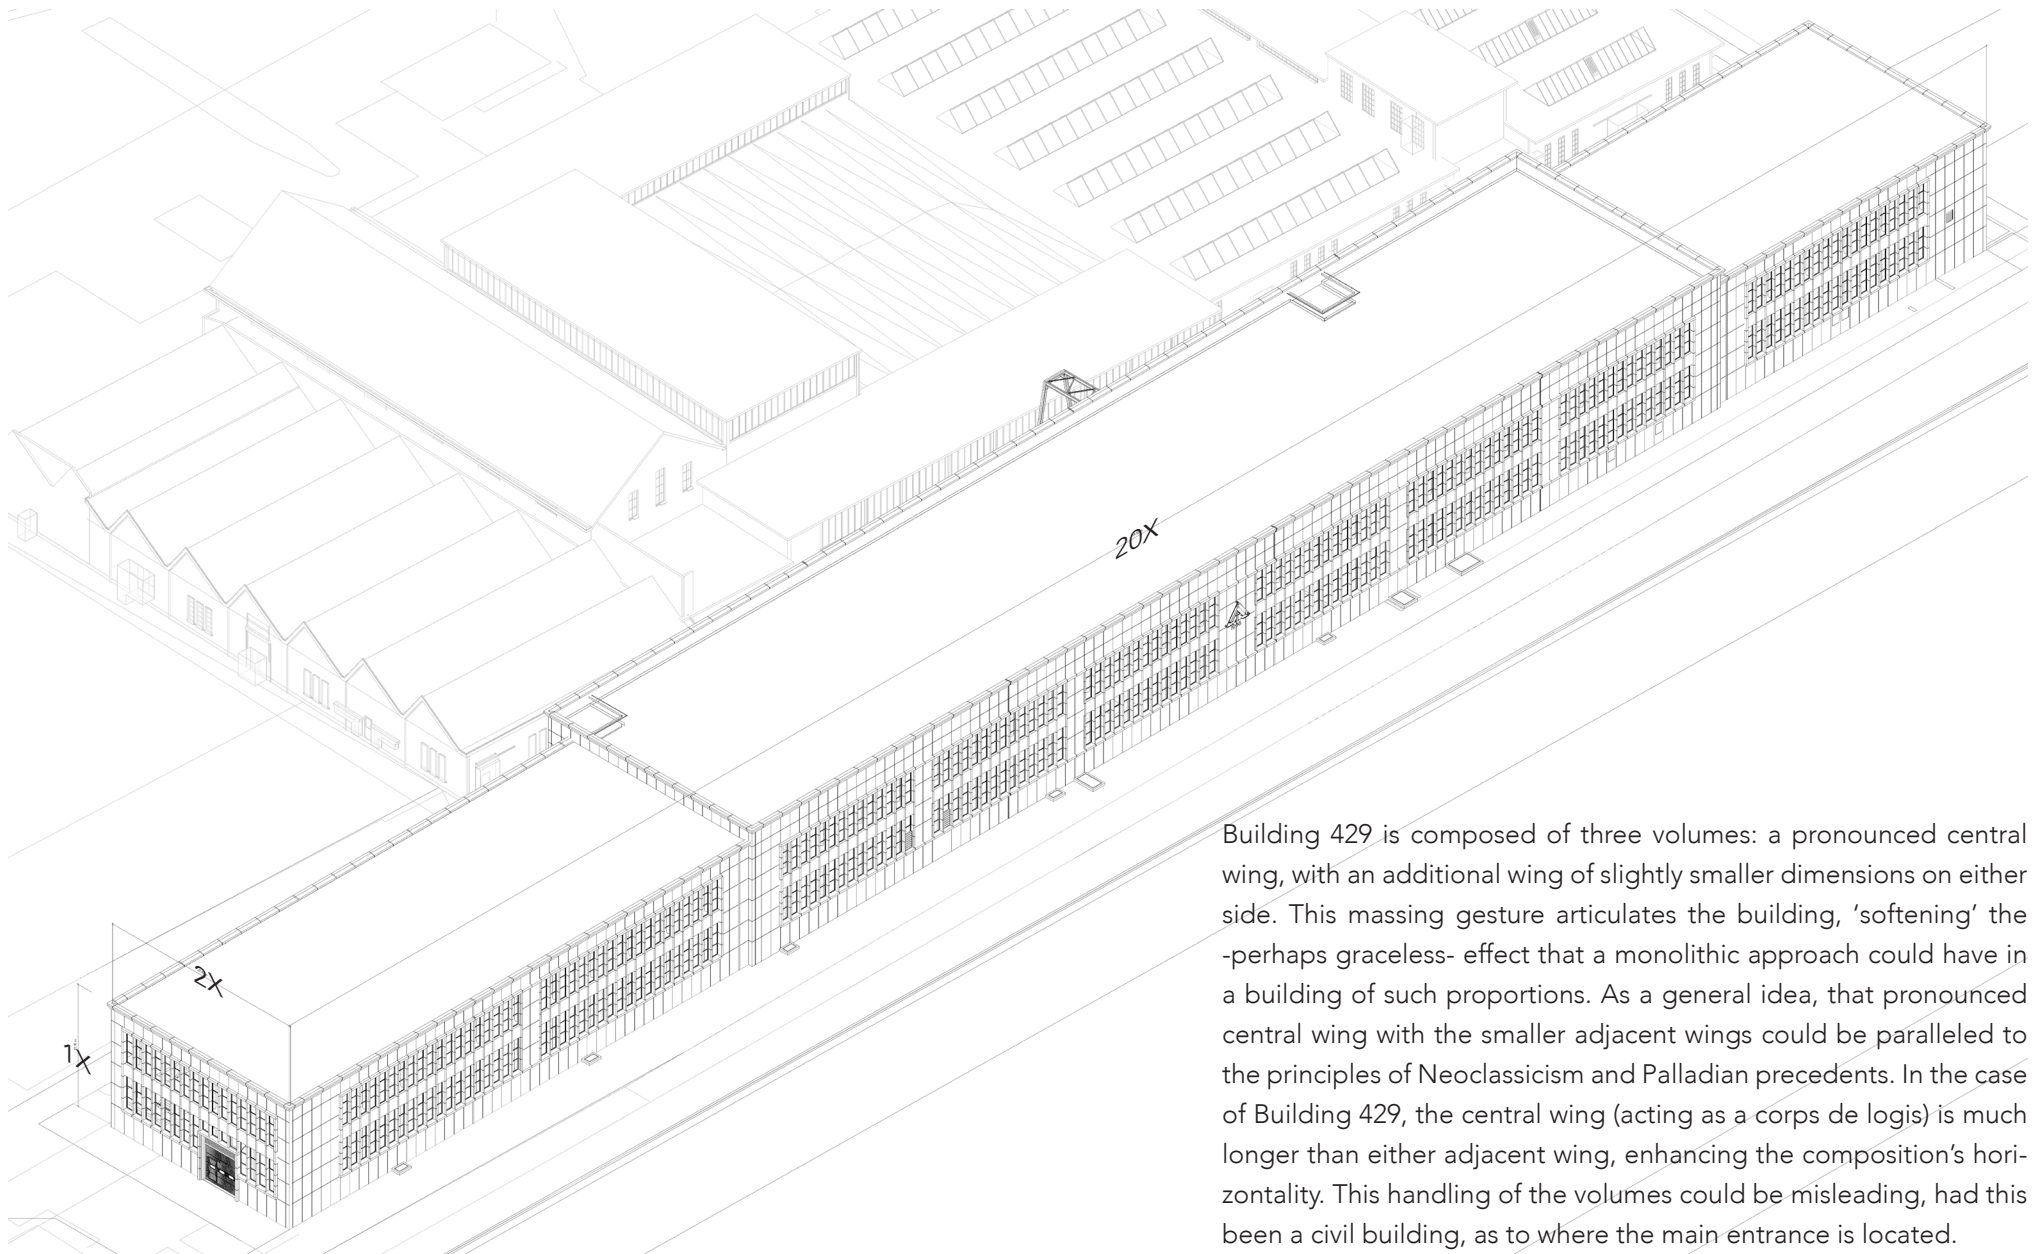 20X
2X
1X
Building 429 is composed of three volumes: a pronounced central
wing, with an additional wing of slightly smaller dimensions on either
side. This massing gesture articulates the building, ‘softening’ the
-perhaps graceless- effect that a monolithic approach could have in
a building of such proportions. As a general idea, that pronounced
central wing with the smaller adjacent wings could be paralleled to
the principles of Neoclassicism and Palladian precedents. In the case
of Building 429, the central wing (acting as a corps de logis) is much
longer than either adjacent wing, enhancing the composition’s hori-
zontality. This handling of the volumes could be misleading, had this
been a civil building, as to where the main entrance is located.